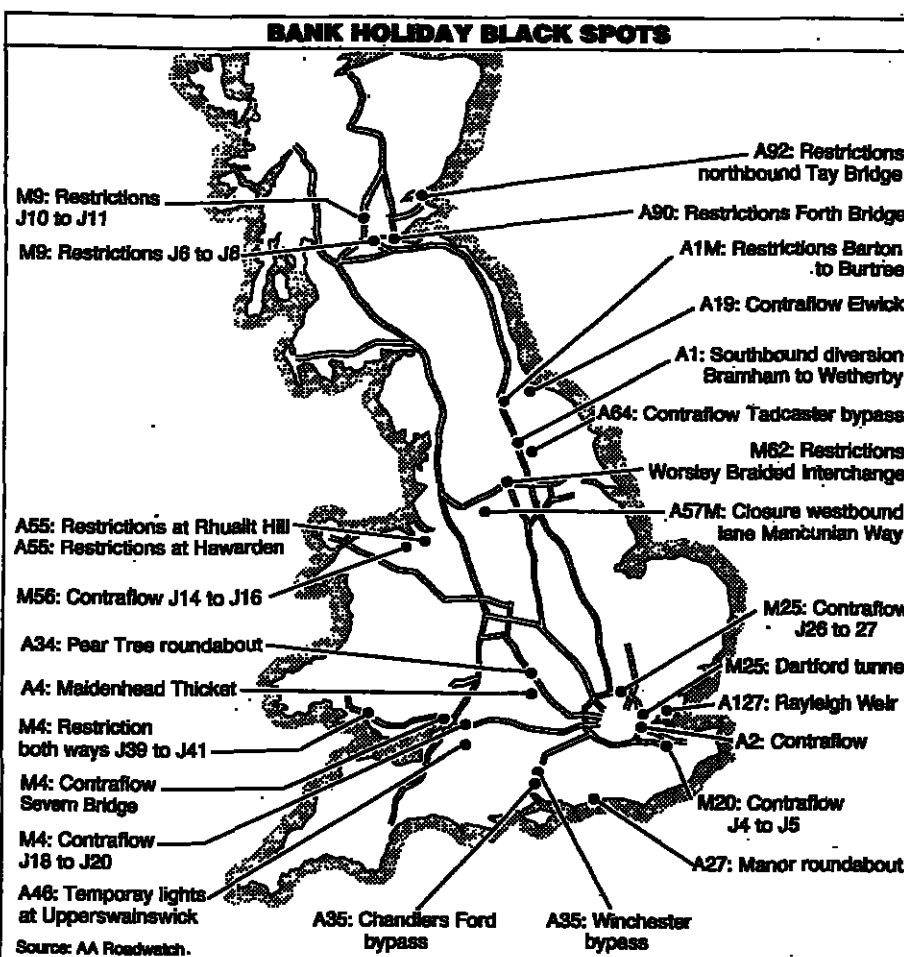 BANK HOLIDAY BLACK SPOTS
A92: Restrictions
northbound Tay Bridge
M9: Restrictions
J10 to J11
A90: Restrictions Forth Bridge
M9: Restrictions J6 to J8
A1M: Restrictions Barton
to Burtree
A19: Contraflow Elwick
A1: Southbound diversion
Bramham to Wetherby
A64: Contraflow Tadcaster bypass
M62: Restrictions
Worsley Braided Interchange
A57M: Closure westbound
lane Mancunian Way
A55: Restrictions at Rhuallt Hill
A55: Restrictions at Hawarden
M56: Contraflow J14 to J16
M25: Contraflow
J26 to 27
A34: Pear Tree roundabout
M25: Dartford tunne
A4: Maidenhead Thicket
A127: Rayleigh Weir
M4: Restriction
both ways J39 to J41
A2: Contraflow
M4: Contraflow
Severn Bridge
M20: Contraflow
J4 to J5
M4: Contraflow
J18 to J20
A27: Manor roundabout
A46: Temporay lights
at Upperswainswick
A35: Chandlers Ford
bypass
A35: Winchester
bypass
Source: AA Roadwatch.